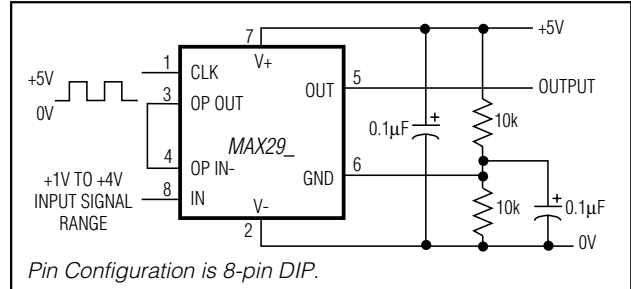 +5V
7
V+
1
CLK
+5V
0V
3
OP OUT
OUT
5
OUTPUT
10k
0.1µF
+
MAX29_
4
OP IN-
GND
6
+1V TO +4V
INPUT SIGNAL
RANGE
8
IN
V-
2
10k
+
0.1µF
0V
Pin Configuration is 8-pin DIP.